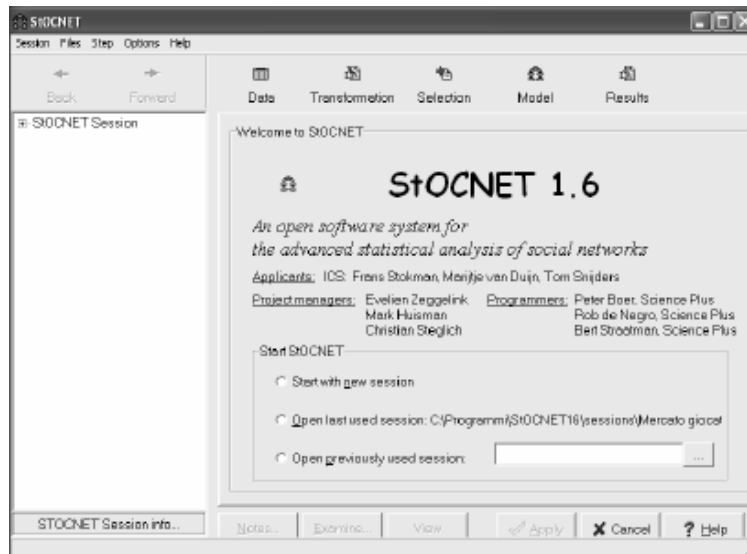 StOCNET
Session Files Step Options Help
Back Forward
Data Transformation Selection Model Results
StOCNET Session
Welcome to StOCNET
StOCNET 1.6
An open software system for
the advanced statistical analysis of social networks
Applicants: ICS: Frans Stokman, Marijtje van Duijn, Tom Snijders
Project managers: Evelien Zeggelink Programmers: Peter Boer, Science Plus
Mark Huisman Rob de Negro, Science Plus
Christian Steglich Bert Straatman, Science Plus
Start StOCNET
Start with new session
Open last used session: C:\Programmi\StOCNET16\sessions\Mercato giocat
Open previously used session: ...
STOCNET Session info...
Notes... Examine... View Apply Cancel ? Help